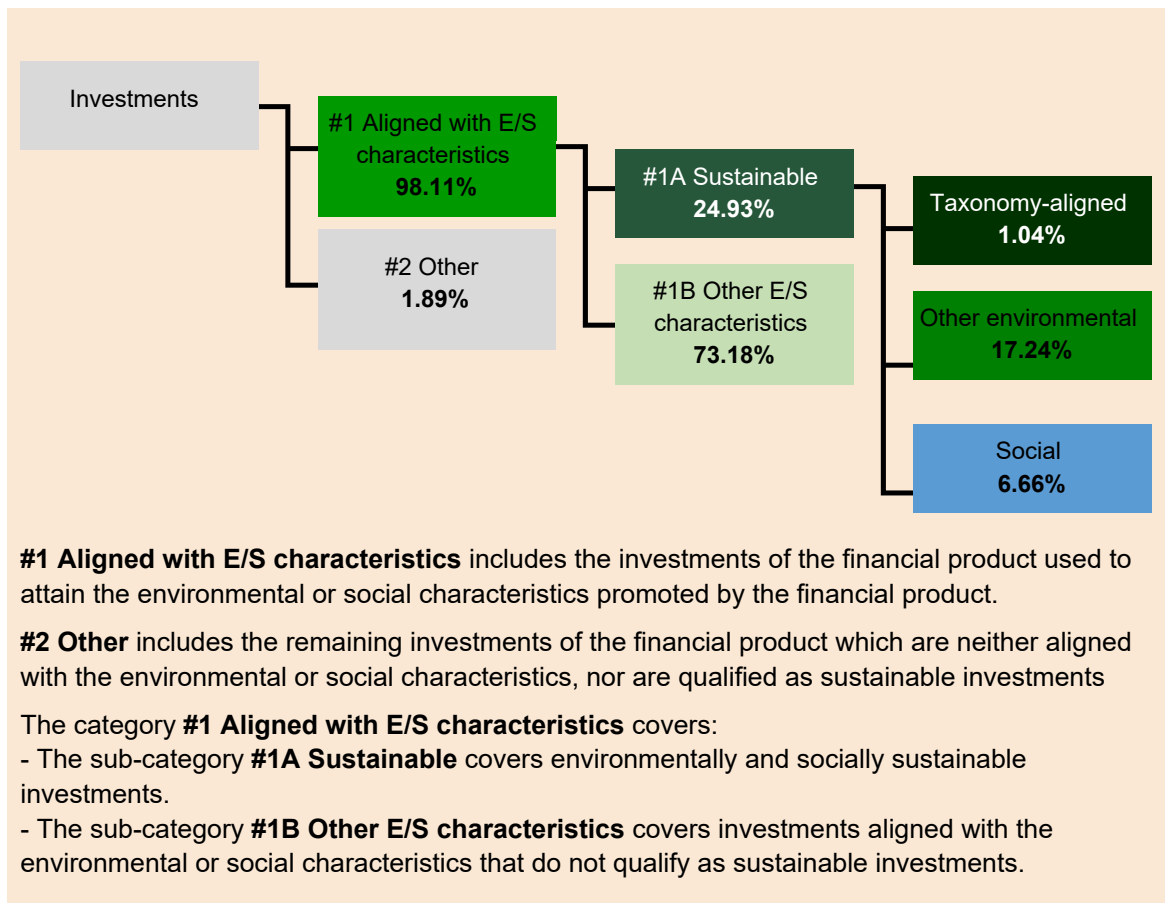 Investments
#1 Aligned with E/S
characteristics
98.11%
#2 Other
1.89%
#1A Sustainable
24.93%
#1B Other E/S
characteristics
73.18%
Taxonomy-aligned
1.04%
Other environmental
17.24%
Social
6.66%
#1 Aligned with E/S characteristics includes the investments of the financial product used to
attain the environmental or social characteristics promoted by the financial product.
#2 Other includes the remaining investments of the financial product which are neither aligned
with the environmental or social characteristics, nor are qualified as sustainable investments
The category #1 Aligned with E/S characteristics covers:
- The sub-category #1A Sustainable covers environmentally and socially sustainable
investments.
- The sub-category #1B Other E/S characteristics covers investments aligned with the
environmental or social characteristics that do not qualify as sustainable investments.